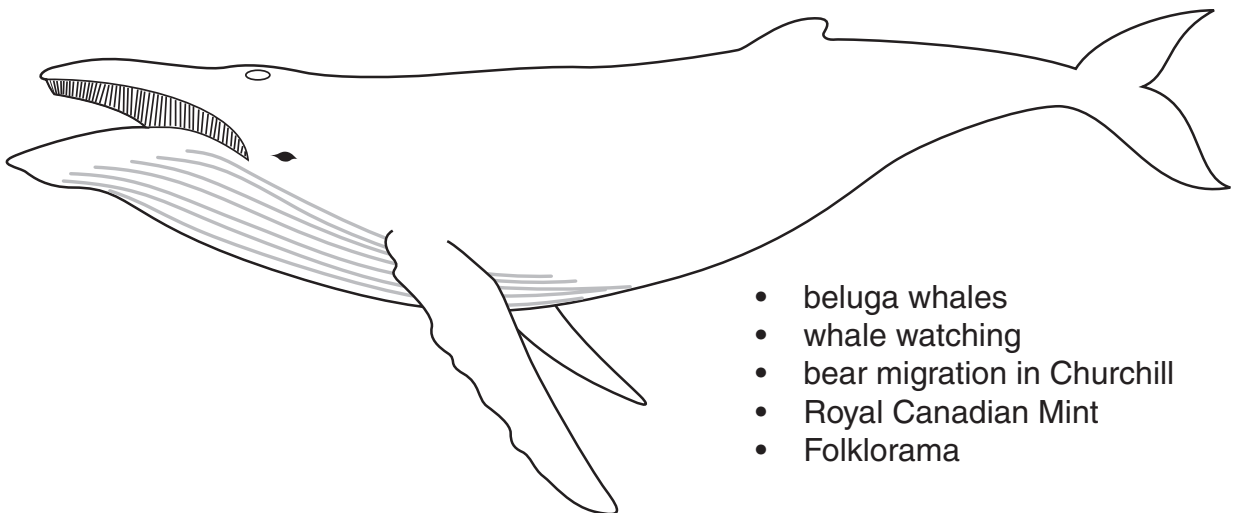 • beluga whales
• whale watching
• bear migration in Churchill
• Royal Canadian Mint
• Folklorama